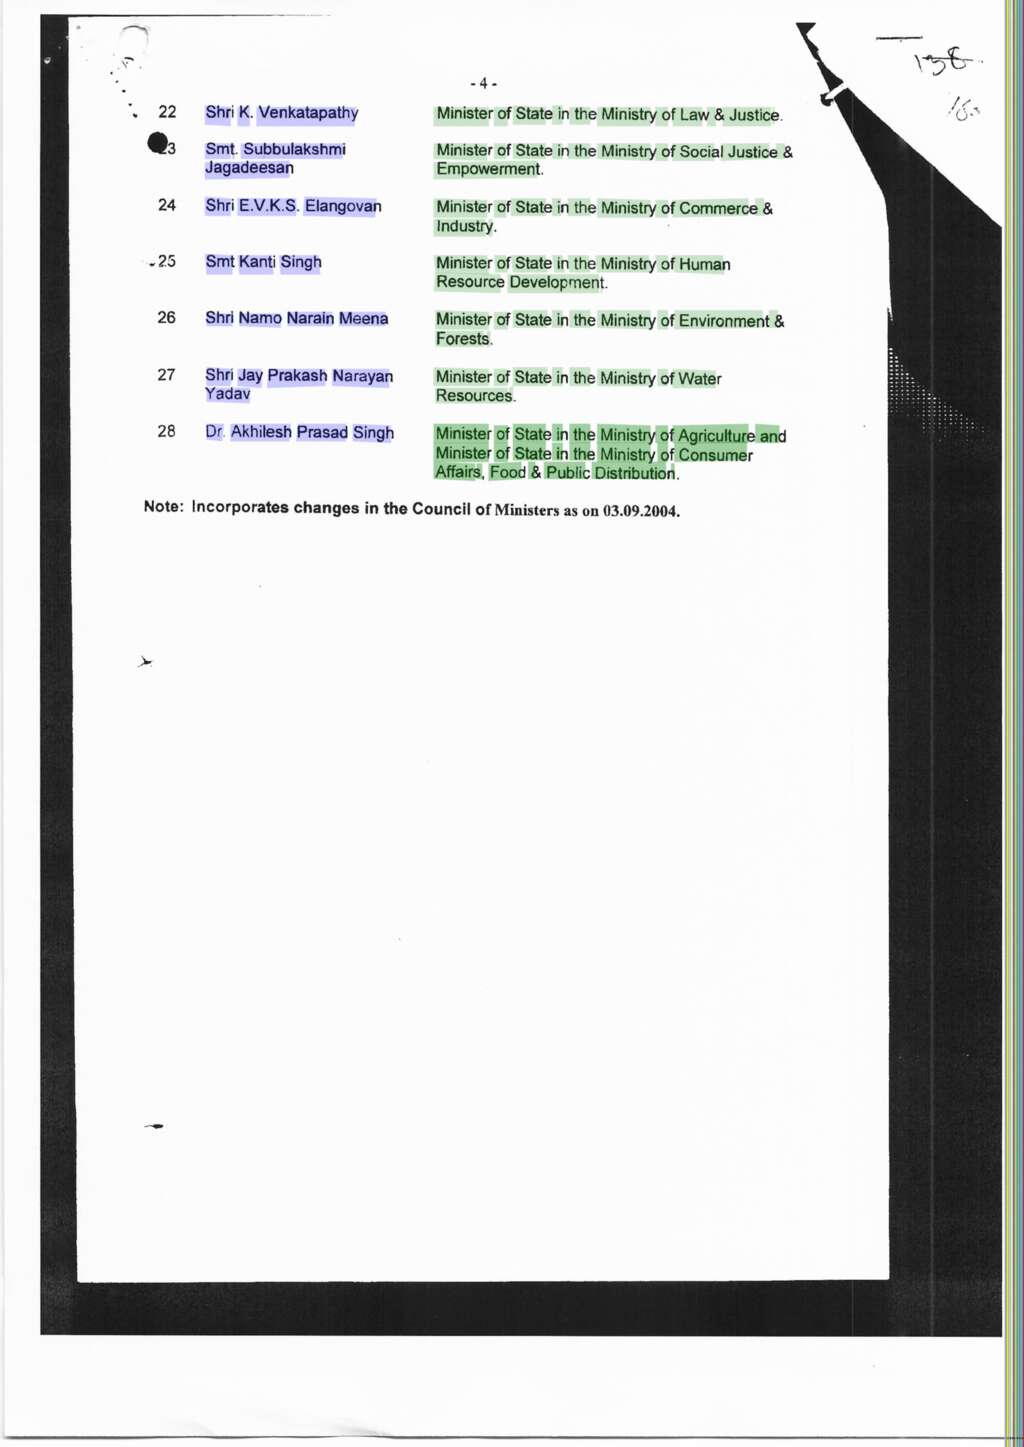 138
- 4 -
22 Shri K. Venkatapathy Minister of State in the Ministry of Law & Justice.
23 Smt. Subbulakshmi Minister of State in the Ministry of Social Justice &
Jagadeesan Empowerment.
24 Shri E.V.K.S. Elangovan Minister of State in the Ministry of Commerce &
Industry.
25 Smt Kanti Singh Minister of State in the Ministry of Human
Resource Development.
26 Shri Namo Narain Meena Minister of State in the Ministry of Environment &
Forests.
27 Shri Jay Prakash Narayan Minister of State in the Ministry of Water
Yadav Resources.
28 Dr. Akhilesh Prasad Singh Minister of State in the Ministry of Agriculture and
Minister of State in the Ministry of Consumer
Affairs, Food & Public Distribution.
Note: Incorporates changes in the Council of Ministers as on 03.09.2004.